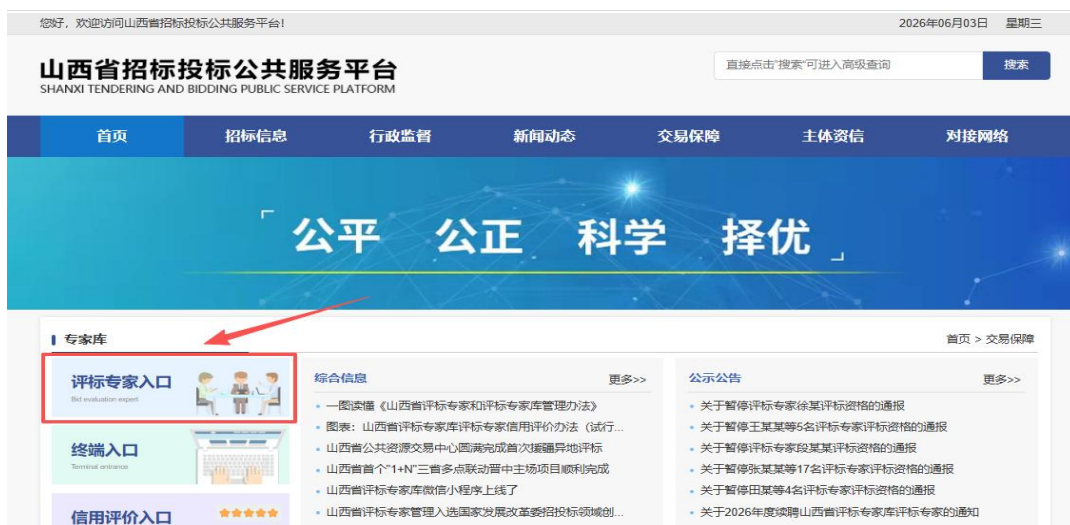 您好，欢迎访问山西省招标投标公共服务平台！
2026年06月03日 星期三
山西省招标投标公共服务平台
SHANXI TENDERING AND BIDDING PUBLIC SERVICE PLATFORM
直接点击"搜索"可进入高级查询
搜索
首页 招标信息 行政监督 新闻动态 交易保障 主体资信 对接网络
「公平 公正 科学 择优」
专家库
首页 > 交易保障
评标专家入口
Bid evaluation expert
终端入口
Terminal entrance
信用评价入口
综合信息 更多>>
一图读懂《山西省评标专家和评标专家库管理办法》
图表：山西省评标专家库评标专家信用评价办法（试行...
山西省公共资源交易中心圆满完成首次援疆异地评标
山西省首个"1+N"三省多点联动晋中主场项目顺利完成
山西省评标专家库微信小程序上线了
山西省评标专家管理入选国家发展改革委招投标领域创...
公示公告 更多>>
关于暂停评标专家徐某评标资格的通报
关于暂停王某某等5名评标专家评标资格的通报
关于暂停评标专家段某某评标资格的通报
关于暂停张某某等17名评标专家评标资格的通报
关于暂停田某等4名评标专家评标资格的通报
关于2026年度续聘山西省评标专家库评标专家的通知